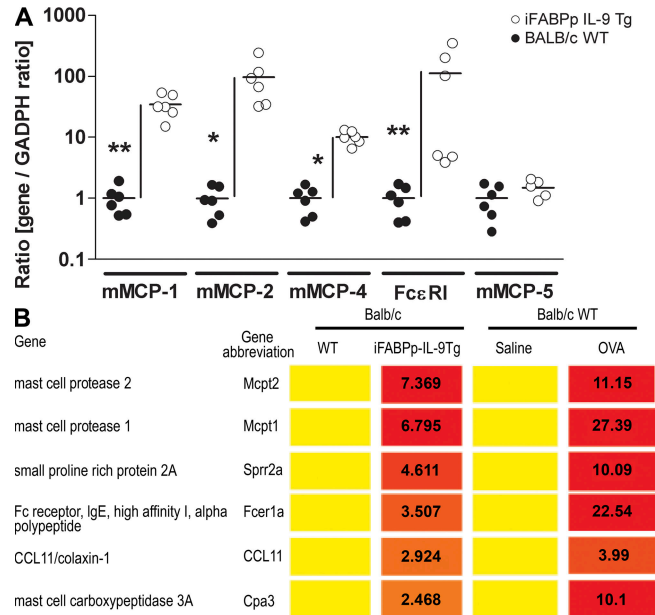 A
○ iFABPp IL-9 Tg
● BALB/c WT
Ratio [gene / GADPH ratio]
1000
100
10
1
0.1
**
*
*
**
mMCP-1 mMCP-2 mMCP-4 FcεRI mMCP-5
B
Balb/c Balb/c WT
Gene Gene abbreviation WT iFABPp-IL-9Tg Saline OVA
mast cell protease 2 Mcpt2 7.369 11.15
mast cell protease 1 Mcpt1 6.795 27.39
small proline rich protein 2A Sprr2a 4.611 10.09
Fc receptor, IgE, high affinity I, alpha
polypeptide Fcer1a 3.507 22.54
CCL11/colaxin-1 CCL11 2.924 3.99
mast cell carboxypeptidase 3A Cpa3 2.468 10.1